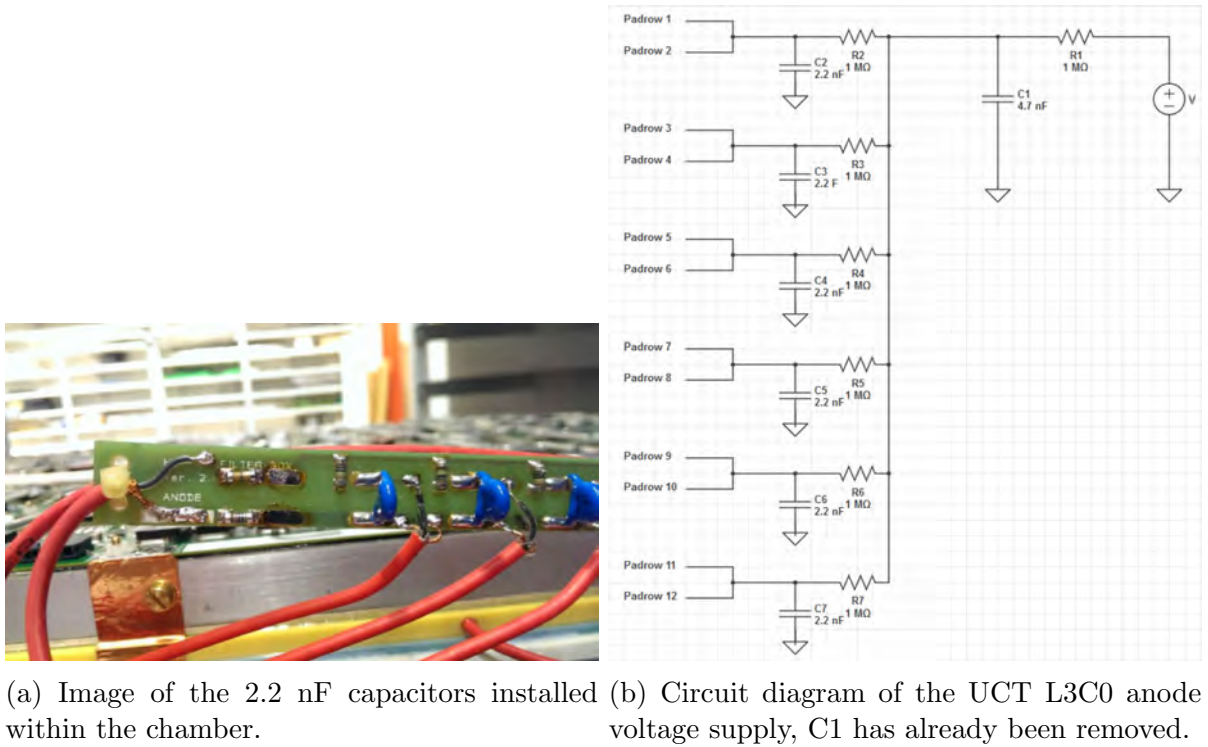 FILTER BOX
er. 2.
ANODE
Padrow 1
Padrow 2
C2
2.2 nF
R2
1 MΩ
R1
1 MΩ
C1
4.7 nF
V
Padrow 3
Padrow 4
C3
2.2 F
R3
1 MΩ
Padrow 5
Padrow 6
C4
2.2 nF
R4
1 MΩ
Padrow 7
Padrow 8
C5
2.2 nF
R5
1 MΩ
Padrow 9
Padrow 10
C6
2.2 nF
R6
1 MΩ
Padrow 11
Padrow 12
C7
2.2 nF
R7
1 MΩ
(a) Image of the 2.2 nF capacitors installed
within the chamber.
(b) Circuit diagram of the UCT L3C0 anode
voltage supply, C1 has already been removed.